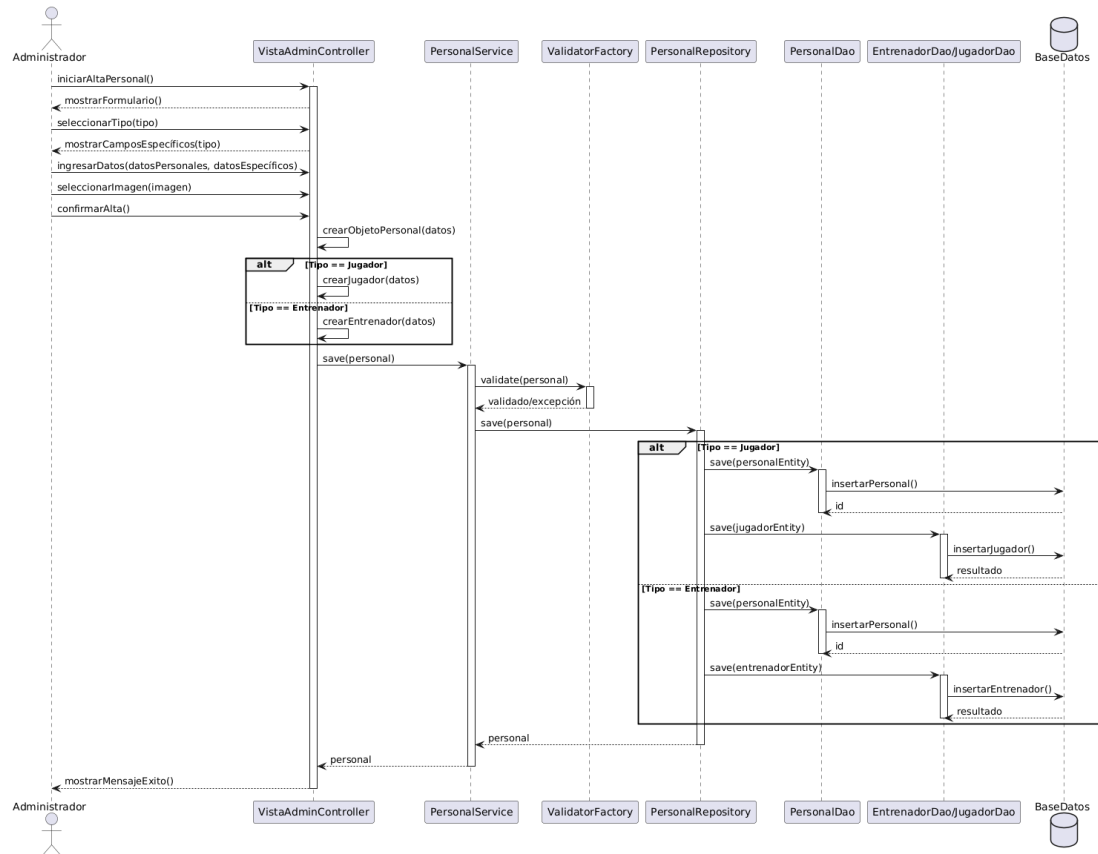 Administrador
VistaAdminController
PersonalService
ValidatorFactory
PersonalRepository
PersonalDao
EntrenadorDao/JugadorDao
BaseDatos
iniciarAltaPersonal()
mostrarFormulario()
seleccionarTipo(tipo)
mostrarCamposEspecíficos(tipo)
ingresarDatos(datosPersonales, datosEspecíficos)
seleccionarImagen(imagen)
confirmarAlta()
crearObjetoPersonal(datos)
alt [Tipo == Jugador]
crearJugador(datos)
[Tipo == Entrenador]
crearEntrenador(datos)
save(personal)
validate(personal)
validado/excepción
save(personal)
alt [Tipo == Jugador]
save(personalEntity)
insertarPersonal()
id
save(jugadorEntity)
insertarJugador()
resultado
[Tipo == Entrenador]
save(personalEntity)
insertarPersonal()
id
save(entrenadorEntity)
insertarEntrenador()
resultado
personal
personal
mostrarMensajeExito()
Administrador
VistaAdminController
PersonalService
ValidatorFactory
PersonalRepository
PersonalDao
EntrenadorDao/JugadorDao
BaseDatos